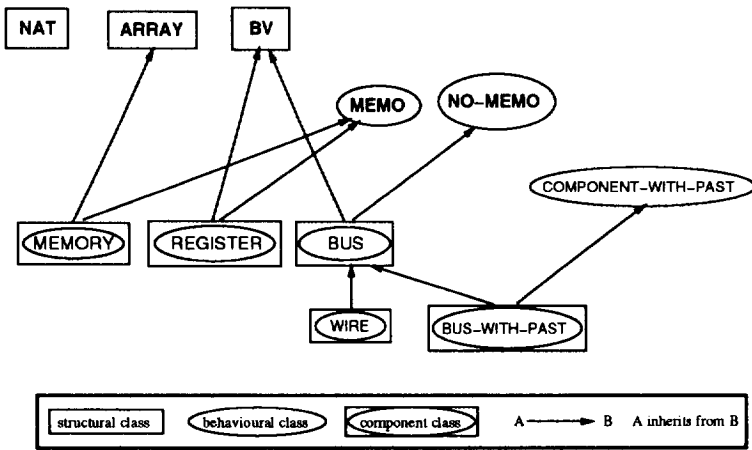 NAT
ARRAY
BV
MEMO
NO-MEMO
COMPONENT-WITH-PAST
MEMORY
REGISTER
BUS
WIRE
BUS-WITH-PAST
structural class
behavioural class
component class
A
B
A inherits from B